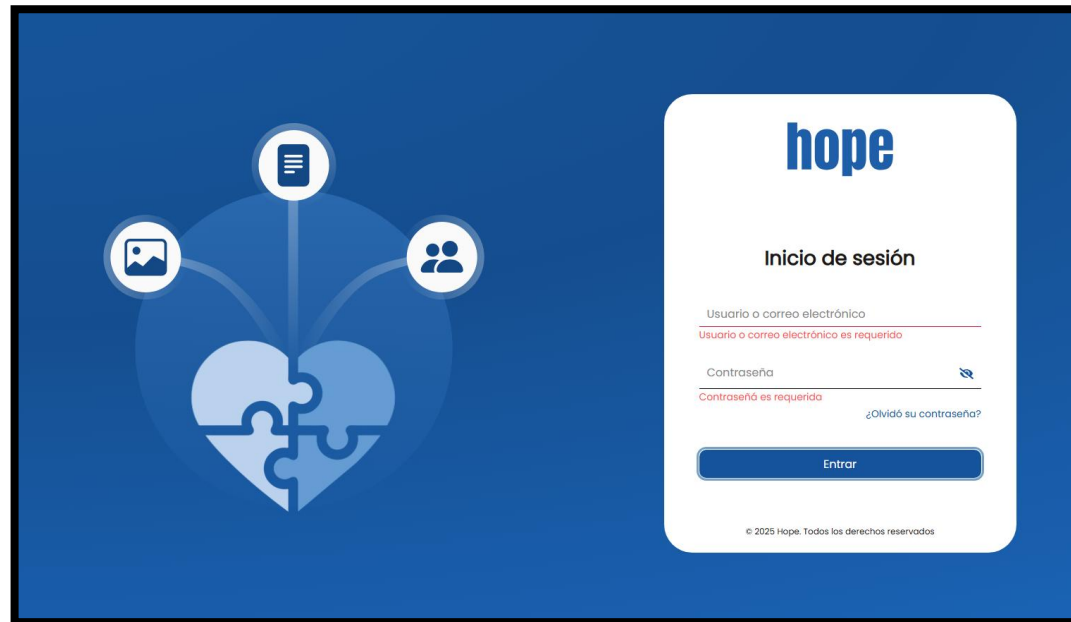 hope
Inicio de sesión
Usuario o correo electrónico
Usuario o correo electrónico es requerido
Contraseña
Contraseñá es requerida
¿Olvidó su contraseña?
Entrar
© 2025 Hope. Todos los derechos reservados